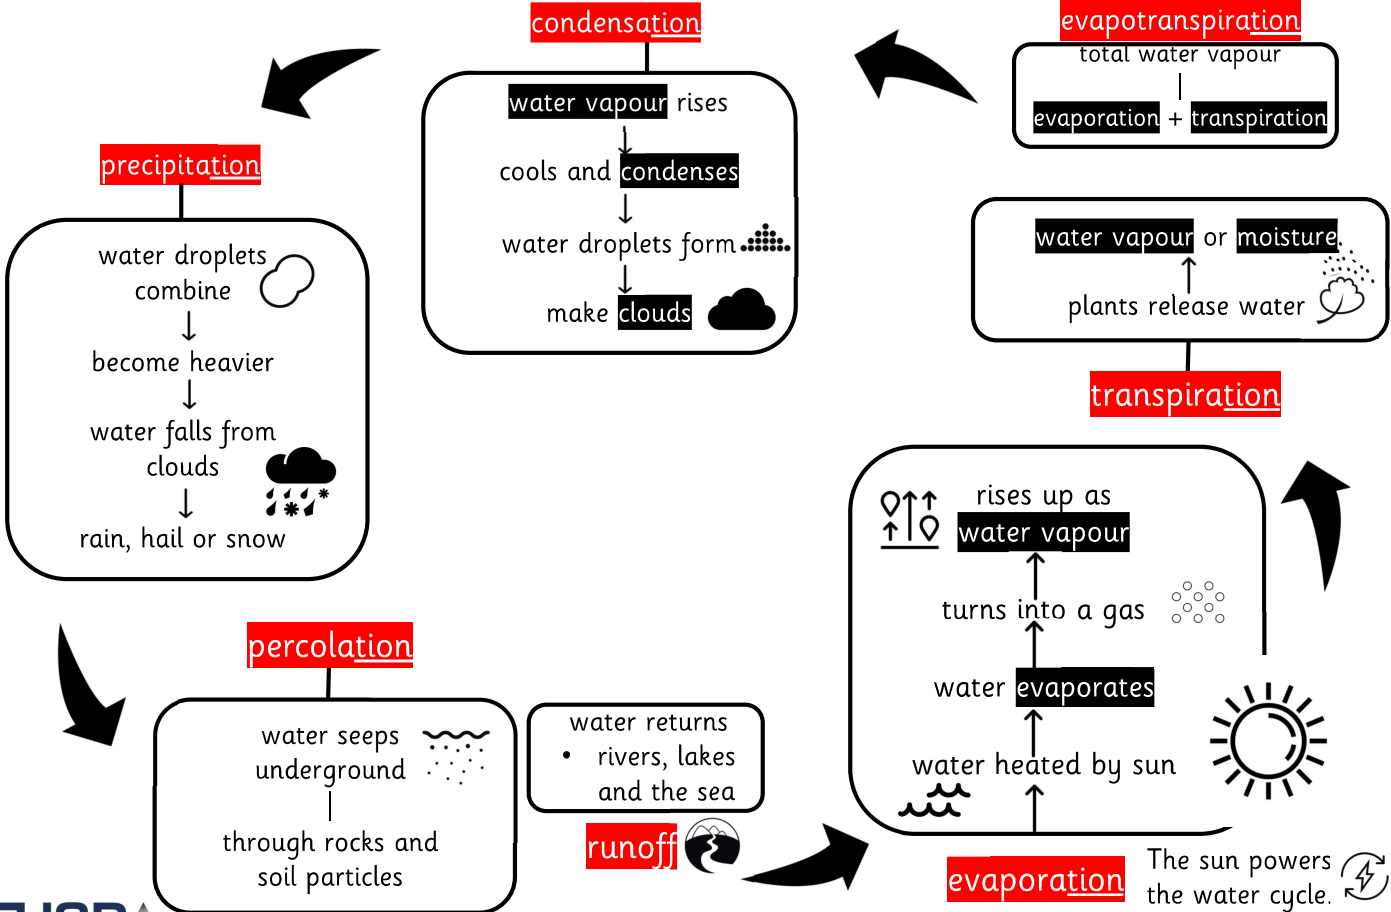 condensation
water vapour rises
cools and condenses
water droplets form
make clouds
evapotranspiration
total water vapour
evaporation + transpiration
precipitation
water droplets
combine
become heavier
water falls from
clouds
rain, hail or snow
water vapour or moisture
plants release water
transpiration
rises up as
water vapour
turns into a gas
water evaporates
water heated by sun
evaporation
The sun powers
the water cycle.
percolation
water seeps
underground
through rocks and
soil particles
water returns
• rivers, lakes
and the sea
runoff